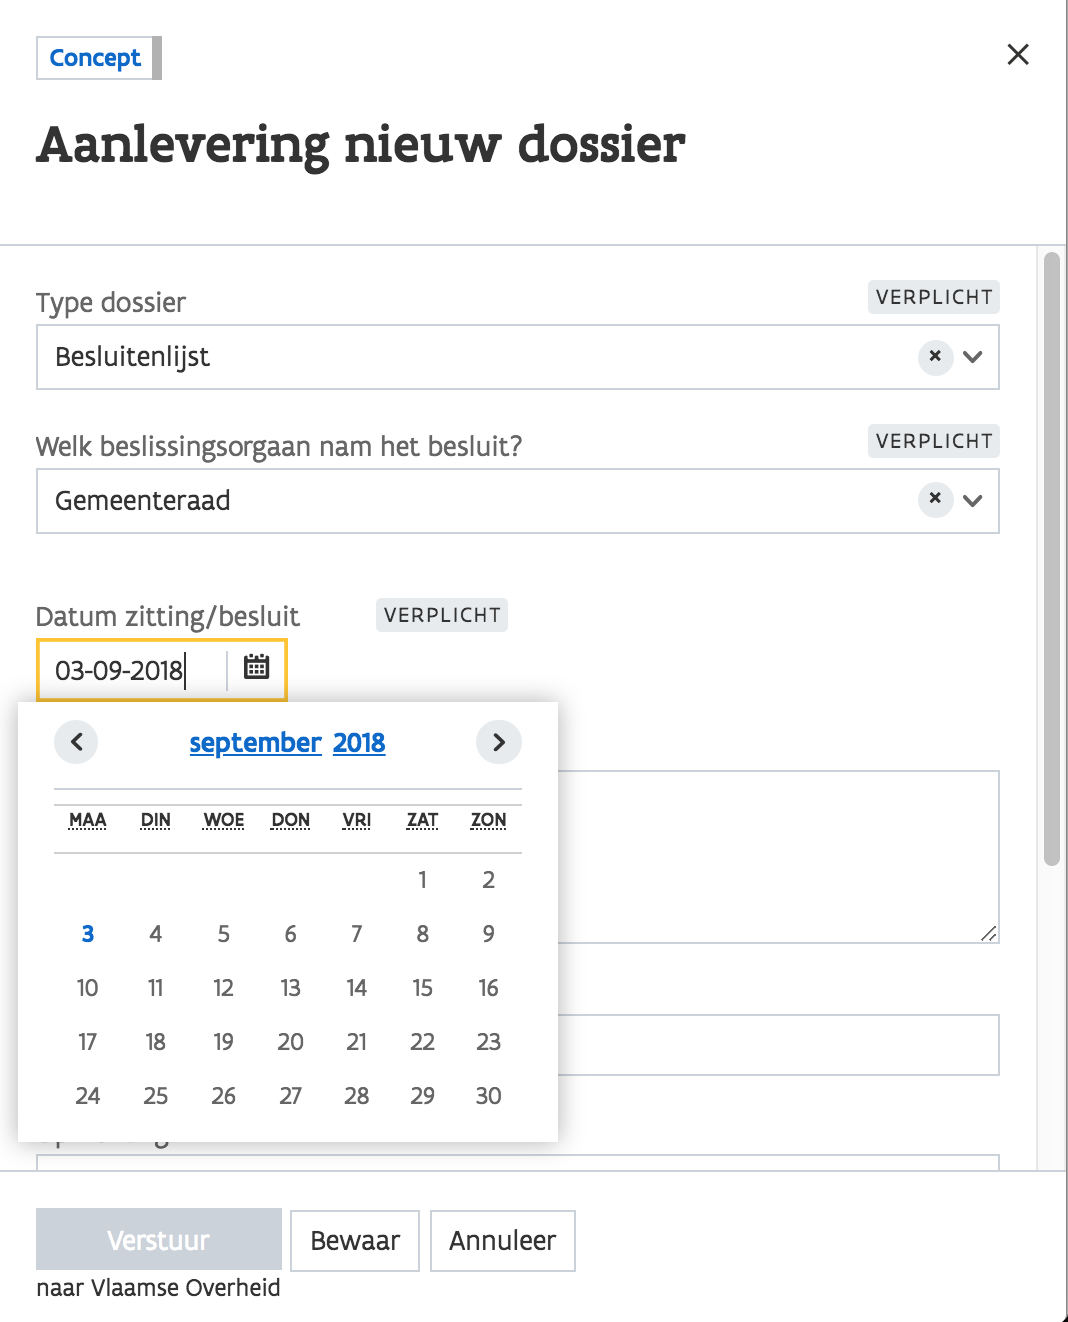 Concept
Aanlevering nieuw dossier
Type dossier VERPLICHT
Besluitenlijst
Welk beslissingsorgaan nam het besluit? VERPLICHT
Gemeenteraad
Datum zitting/besluit VERPLICHT
03-09-2018
september 2018
MAA DIN WOE DON VRI ZAT ZON
1 2
3 4 5 6 7 8 9
10 11 12 13 14 15 16
17 18 19 20 21 22 23
24 25 26 27 28 29 30
Verstuur Bewaar Annuleer
naar Vlaamse Overheid